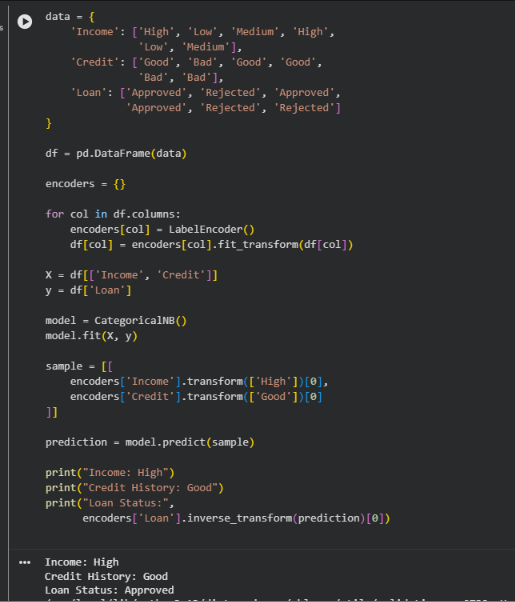 s
data = {
    'Income': ['High', 'Low', 'Medium', 'High',
               'Low', 'Medium'],
    'Credit': ['Good', 'Bad', 'Good', 'Good',
               'Bad', 'Bad'],
    'Loan': ['Approved', 'Rejected', 'Approved',
             'Approved', 'Rejected', 'Rejected']
}
df = pd.DataFrame(data)
encoders = {}
for col in df.columns:
    encoders[col] = LabelEncoder()
    df[col] = encoders[col].fit_transform(df[col])
X = df[['Income', 'Credit']]
y = df['Loan']
model = CategoricalNB()
model.fit(X, y)
sample = [[
    encoders['Income'].transform(['High'])[0],
    encoders['Credit'].transform(['Good'])[0]
]]
prediction = model.predict(sample)
print("Income: High")
print("Credit History: Good")
print("Loan Status:",
      encoders['Loan'].inverse_transform(prediction)[0])
... Income: High
Credit History: Good
Loan Status: Approved